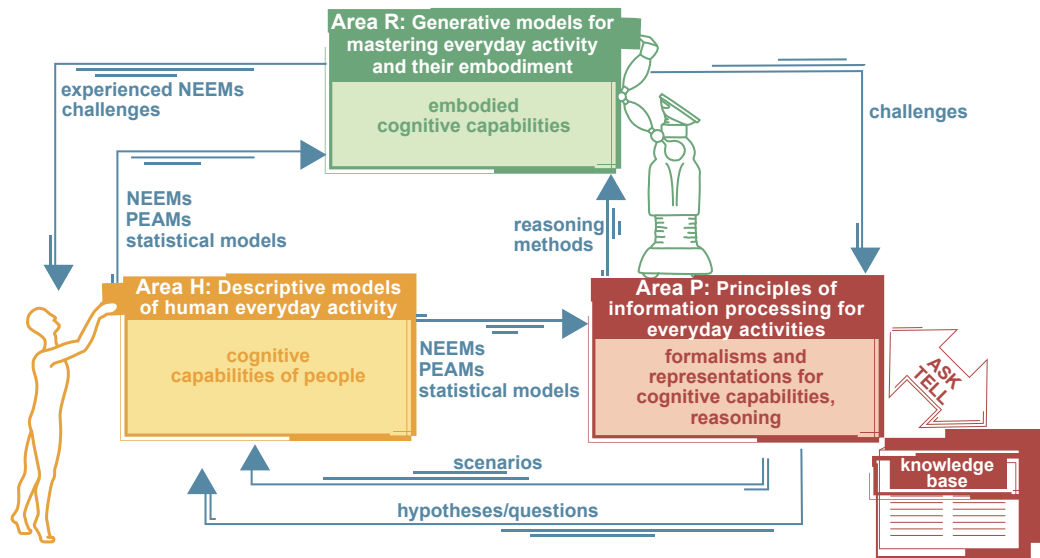 Area R: Generative models for
mastering everyday activity
and their embodiment
embodied
cognitive capabilities
experienced NEEMs
challenges
challenges
NEEMs
PEAMs
statistical models
reasoning
methods
Area H: Descriptive models
of human everyday activity
cognitive
capabilities of people
NEEMs
PEAMs
statistical models
Area P: Principles of
information processing for
everyday activities
formalisms and
representations for
cognitive capabilities,
reasoning
ASK
TELL
knowledge
base
scenarios
hypotheses/questions